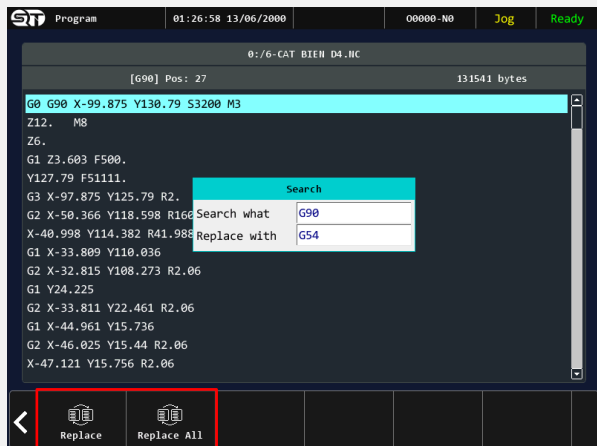 ST Program 01:26:58 13/06/2000 O0000-N0 Jog Ready
0:/6-CAT BIEN D4.NC
[G90] Pos: 27 131541 bytes
G0 G90 X-99.875 Y130.79 S3200 M3
Z12. M8
Z6.
G1 Z3.603 F500.
Y127.79 F51111.
G3 X-97.875 Y125.79 R2.
G2 X-50.366 Y118.598 R160
X-40.998 Y114.382 R41.988
G1 X-33.809 Y110.036
G2 X-32.815 Y108.273 R2.06
G1 Y24.225
G2 X-33.811 Y22.461 R2.06
G1 X-44.961 Y15.736
G2 X-46.025 Y15.44 R2.06
X-47.121 Y15.756 R2.06
Search
Search what G90
Replace with G54
Replace Replace All